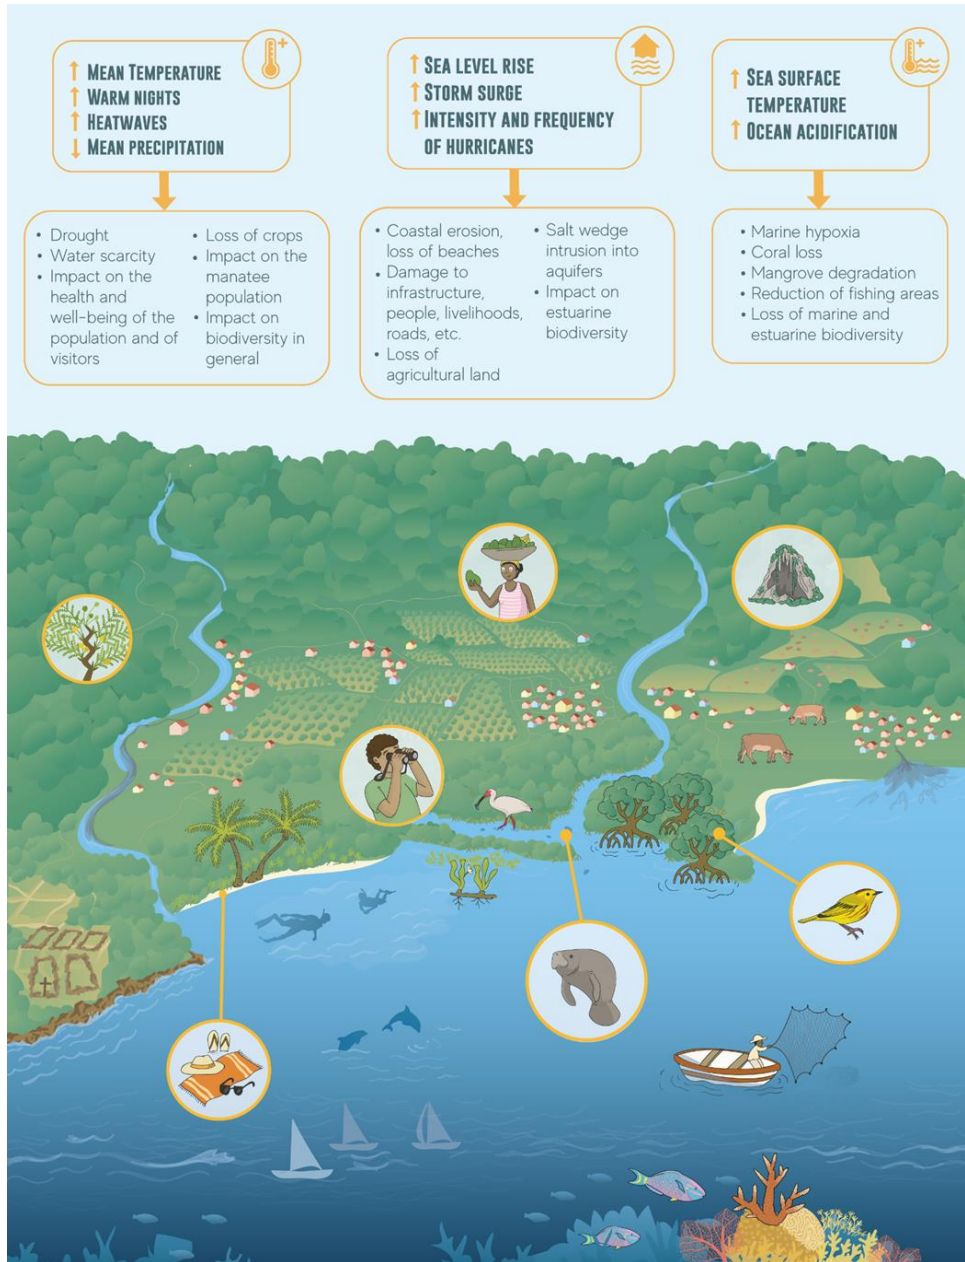 MEAN TEMPERATURE
WARM NIGHTS
HEATWAVES
MEAN PRECIPITATION
SEA LEVEL RISE
STORM SURGE
INTENSITY AND FREQUENCY
OF HURRICANES
SEA SURFACE
TEMPERATURE
OCEAN ACIDIFICATION
• Drought
• Water scarcity
• Impact on the
health and
well-being of the
population and of
visitors
• Loss of crops
• Impact on the
manatee
population
• Impact on
biodiversity in
general
• Coastal erosion,
loss of beaches
• Damage to
infrastructure,
people, livelihoods,
roads, etc.
• Loss of
agricultural land
• Salt wedge
intrusion into
aquifers
• Impact on
estuarine
biodiversity
• Marine hypoxia
• Coral loss
• Mangrove degradation
• Reduction of fishing areas
• Loss of marine and
estuarine biodiversity